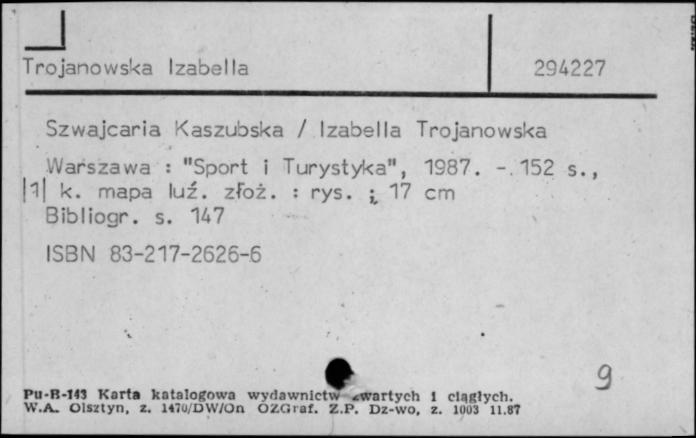 Trojanowska Izabella 294227
Szwajcaria Kaszubska / Izabella Trojanowska
Warszawa : "Sport i Turystyka", 1987. - 152 s.,
|1| k. mapa luź. złoż. : rys. ; 17 cm
Bibliogr. s. 147
ISBN 83-217-2626-6
9
Pu-B-143 Karta katalogowa wydawnictw zwartych i ciągłych.
W.A. Olsztyn, z. 1470/DW/On OZGraf. Z.P. Dz-wo, z. 1003 11.87